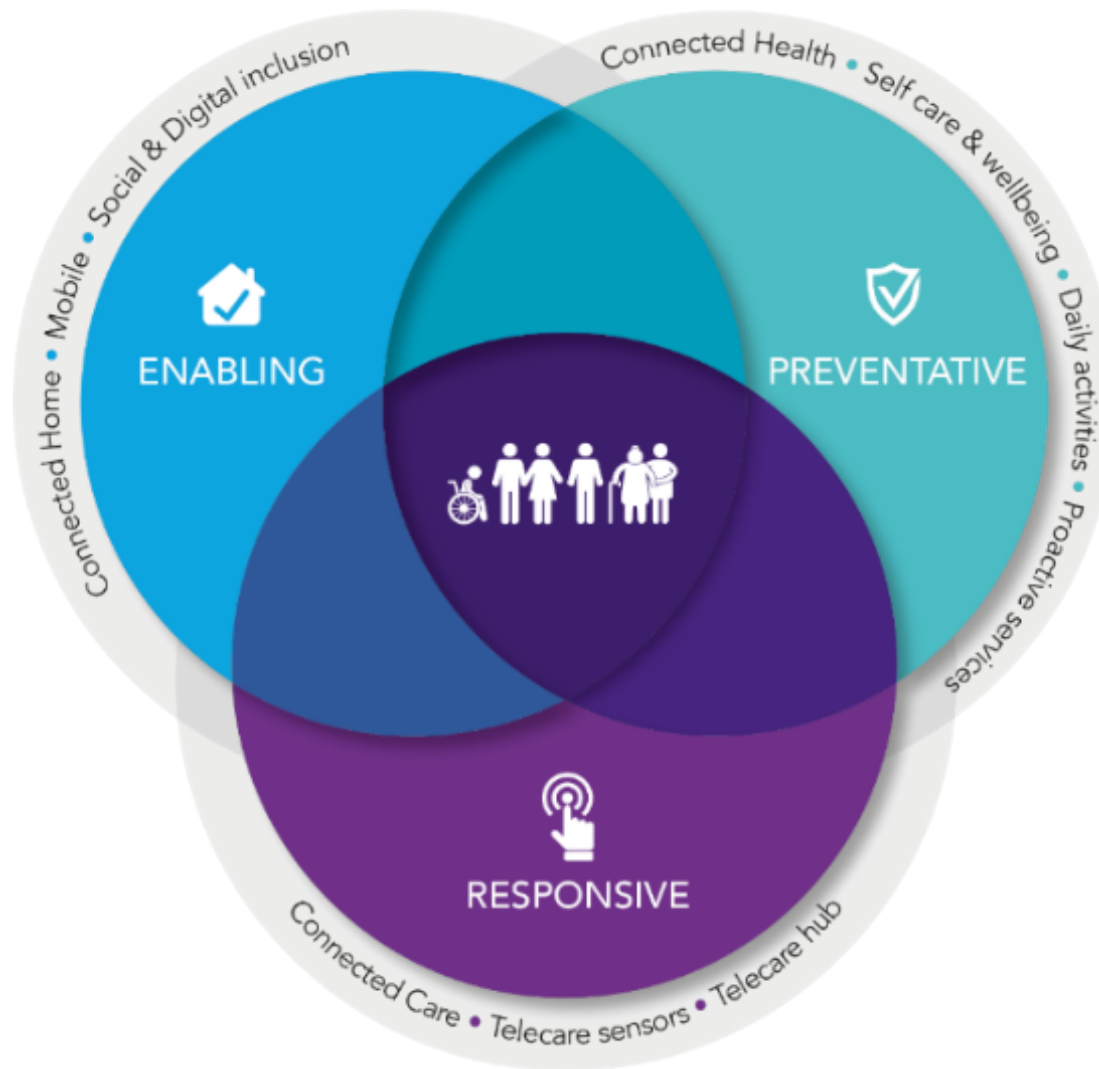 Connected Home • Mobile • Social & Digital inclusion
Connected Health • Self care & wellbeing • Daily activities • Proactive services
ENABLING
PREVENTATIVE
RESPONSIVE
Connected Care • Telecare sensors • Telecare hub